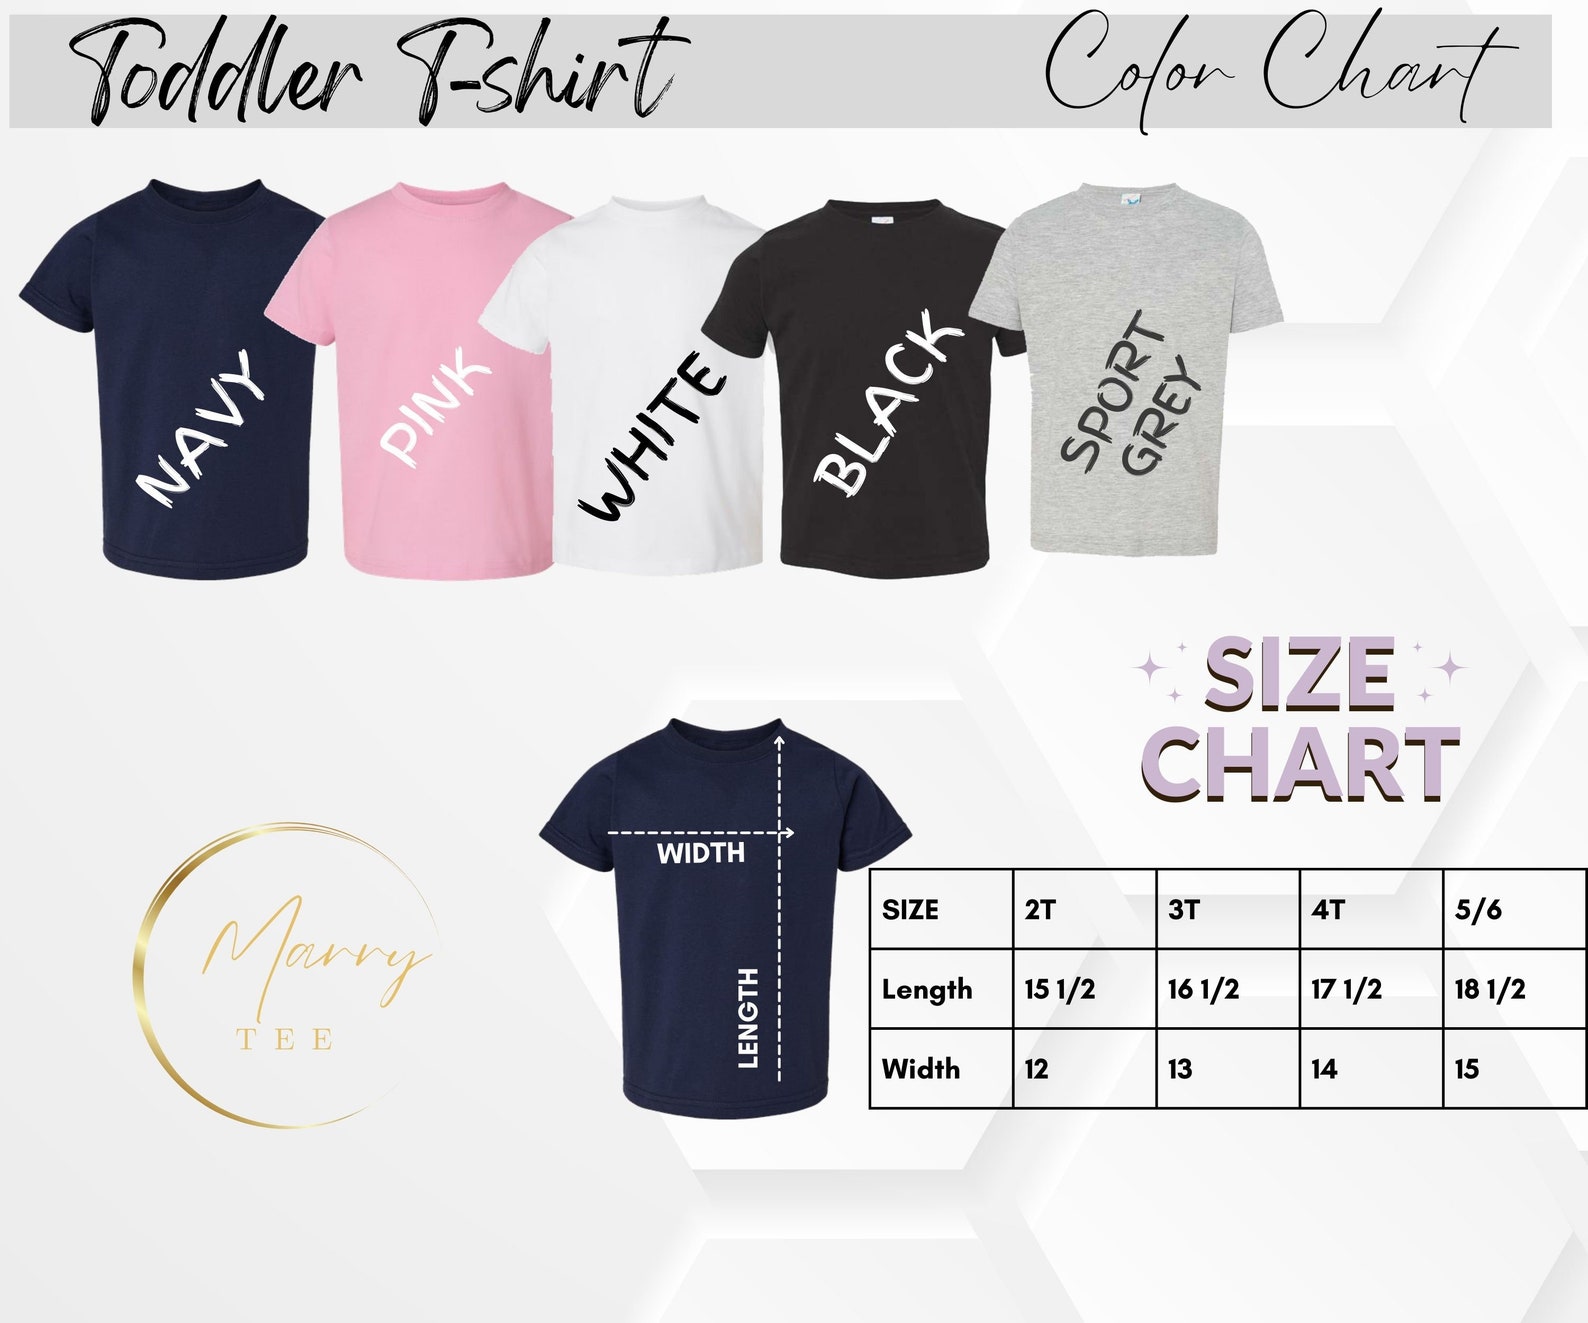 Toddler T-shirt
Color Chart
NAVY
PINK
WHITE
BLACK
SPORT
GREY
SIZE
CHART
WIDTH
LENGTH
Marry
TEE
SIZE 2T 3T 4T 5/6
Length 15 1/2 16 1/2 17 1/2 18 1/2
Width 12 13 14 15